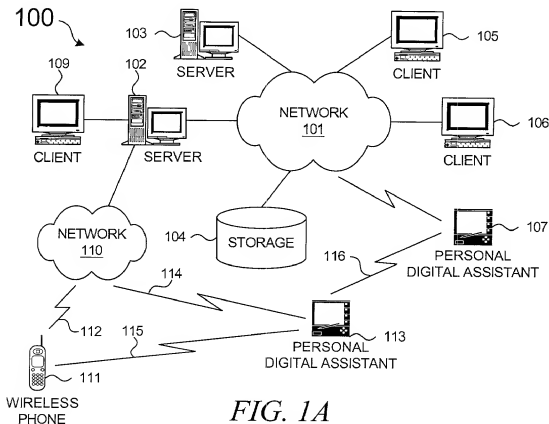 100
103
SERVER
105
CLIENT
109
CLIENT
102
SERVER
NETWORK
101
106
CLIENT
NETWORK
110
104
STORAGE
107
PERSONAL
DIGITAL ASSISTANT
116
114
112
115
113
PERSONAL
DIGITAL ASSISTANT
111
WIRELESS
PHONE
FIG. 1A